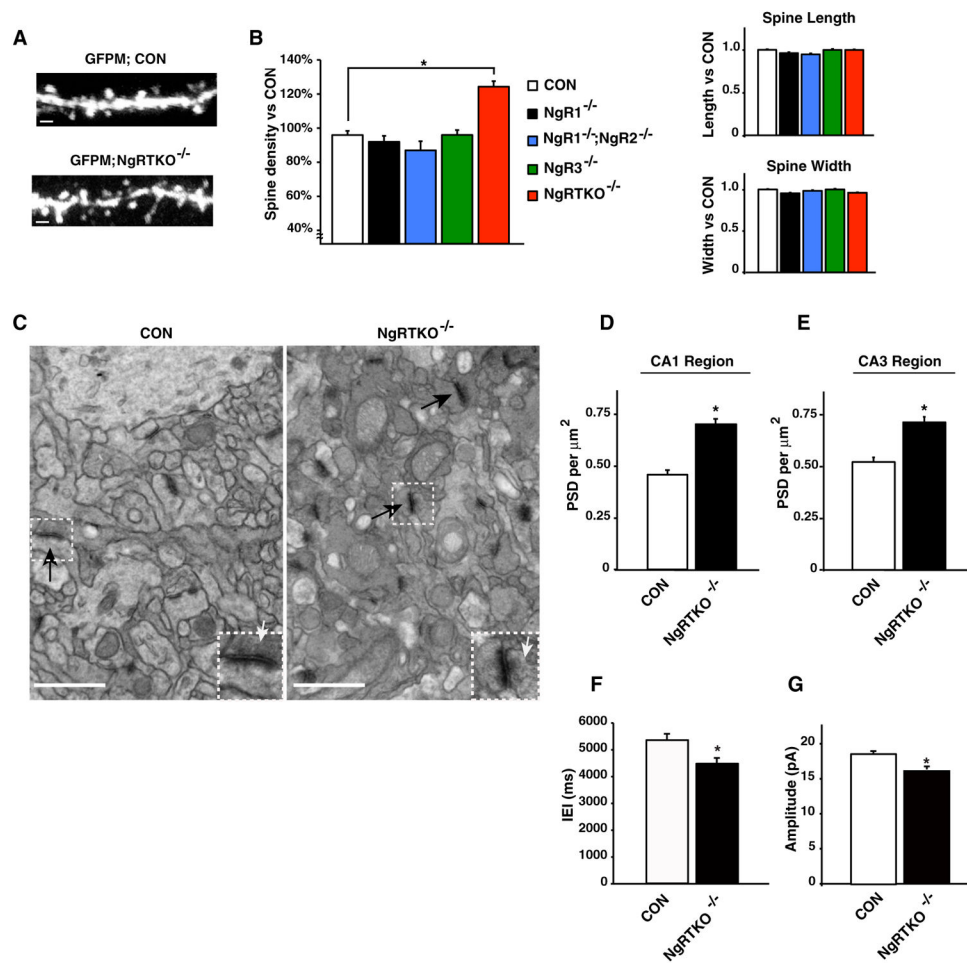 A
GFPM; CON
GFPM;NgRTKO-/-
B
Spine density vs CON
140%
120%
100%
80%
60%
40%
*
CON
NgR1-/-
NgR1-/-;NgR2-/-
NgR3-/-
NgRTKO-/-
Spine Length
Length vs CON
1.0
0.5
0
Spine Width
Width vs CON
1.0
0.5
0
C
CON
NgRTKO-/-
D
CA1 Region
PSD per μm2
0.75
0.50
0.25
0
*
CON
NgRTKO -/-
E
CA3 Region
PSD per μm2
0.75
0.50
0.25
0
*
CON
NgRTKO -/-
F
IEI (ms)
6000
5000
4000
3000
2000
1000
0
*
CON
NgRTKO -/-
G
Amplitude (pA)
20
15
10
5
0
*
CON
NgRTKO -/-